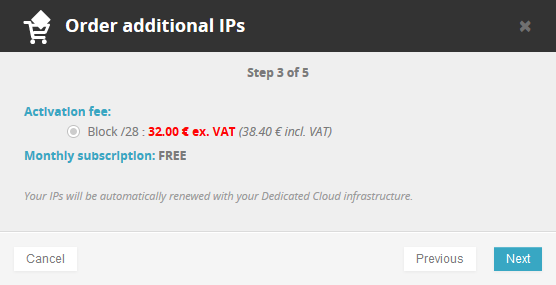 Order additional IPs
Step 3 of 5
Activation fee:
Block /28 : 32.00 € ex. VAT (38.40 € incl. VAT)
Monthly subscription: FREE
Your IPs will be automatically renewed with your Dedicated Cloud infrastructure.
Cancel Previous Next